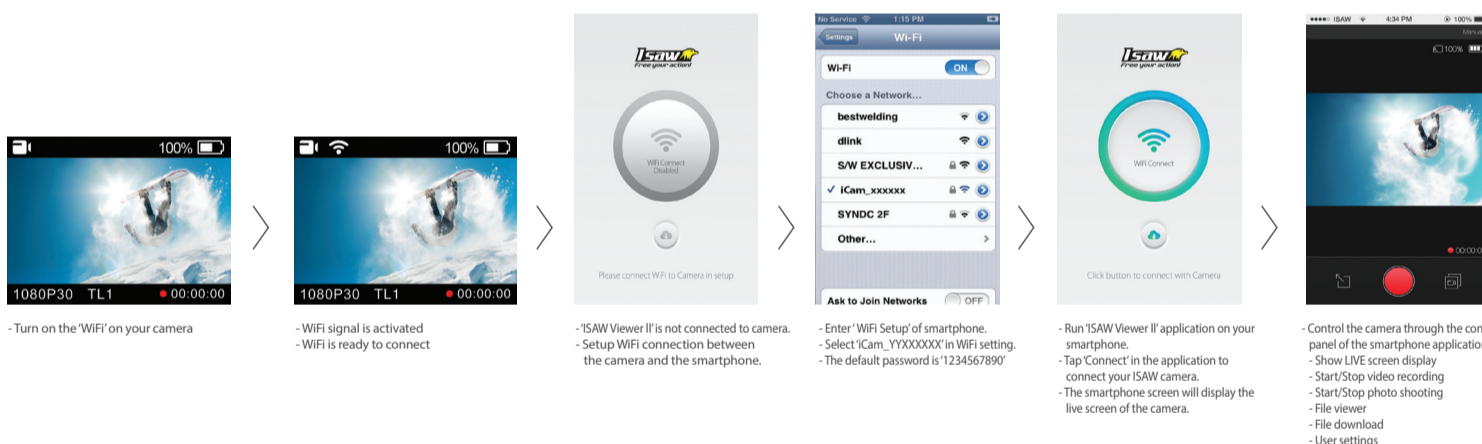 100%
1080P30 TL1 00:00:00
- Turn on the 'WiFi' on your camera
100%
1080P30 TL1 00:00:00
- WiFi signal is activated
- WiFi is ready to connect
Isaw
Free your action!
WiFi Connect
Disabled
Please connect WiFi to Camera in setup
- 'ISAW Viewer II' is not connected to camera.
- Setup WiFi connection between
the camera and the smartphone.
No Service 1:15 PM
Settings Wi-Fi
Wi-Fi ON
Choose a Network...
bestwelding
dlink
S/W EXCLUSIV...
✓ iCam_xxxxxx
SYNDC 2F
Other...
Ask to Join Networks OFF
- Enter ' WiFi Setup' of smartphone.
- Select 'iCam_YYXXXXXX' in WiFi setting.
- The default password is '1234567890'
Isaw
Free your action!
WiFi Connect
Click button to connect with Camera
- Run 'ISAW Viewer II' application on your
smartphone.
- Tap 'Connect' in the application to
connect your ISAW camera.
- The smartphone screen will display the
live screen of the camera.
ISAW 4:34 PM 100%
100%
- Control the camera through the
panel of the smartphone
- Show LIVE screen display
- Start/Stop video recording
- Start/Stop photo shooting
- File viewer
- File download
- User settings